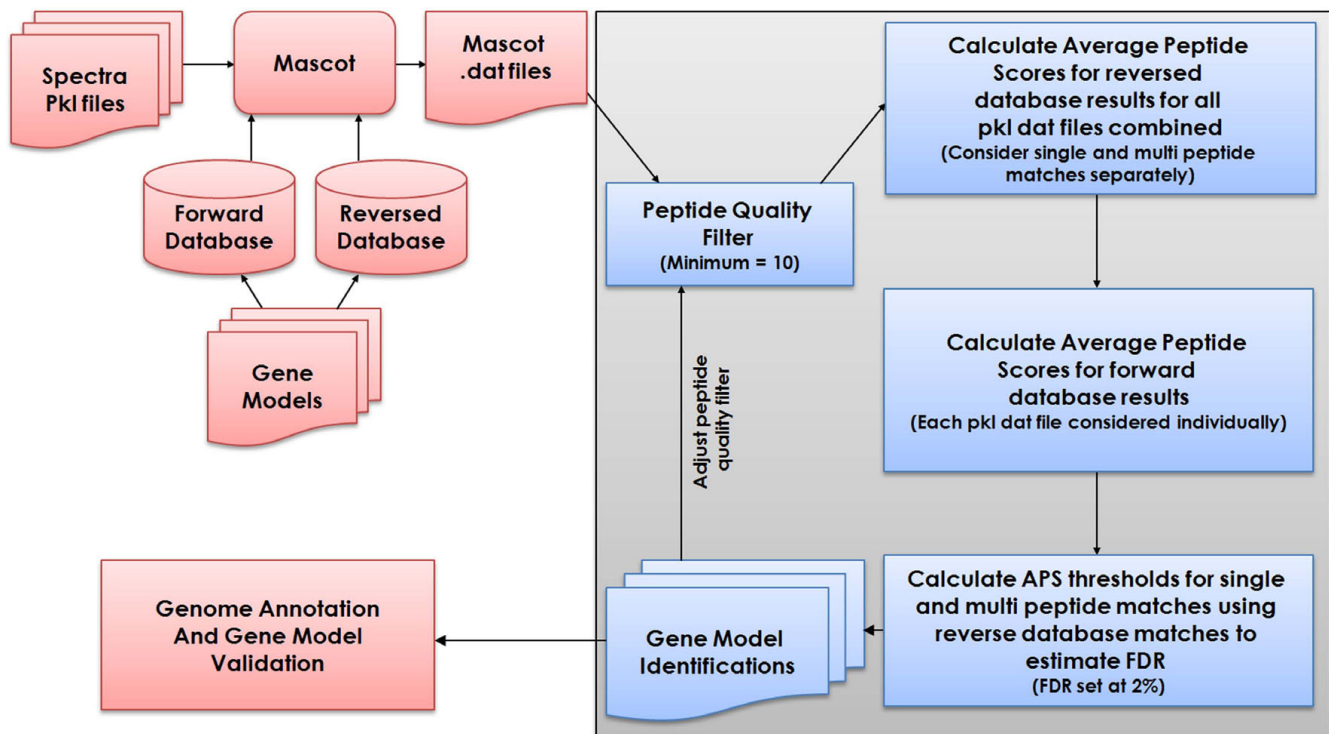 Spectra
Pkl files
Mascot
Mascot
.dat files
Forward
Database
Reversed
Database
Gene
Models
Peptide Quality
Filter
(Minimum = 10)
Calculate Average Peptide
Scores for reversed
database results for all
pkl dat files combined
(Consider single and multi peptide
matches separately)
Calculate Average Peptide
Scores for forward
database results
(Each pkl dat file considered individually)
Adjust peptide
quality filter
Calculate APS thresholds for single
and multi peptide matches using
reverse database matches to
estimate FDR
(FDR set at 2%)
Gene Model
Identifications
Genome Annotation
And Gene Model
Validation